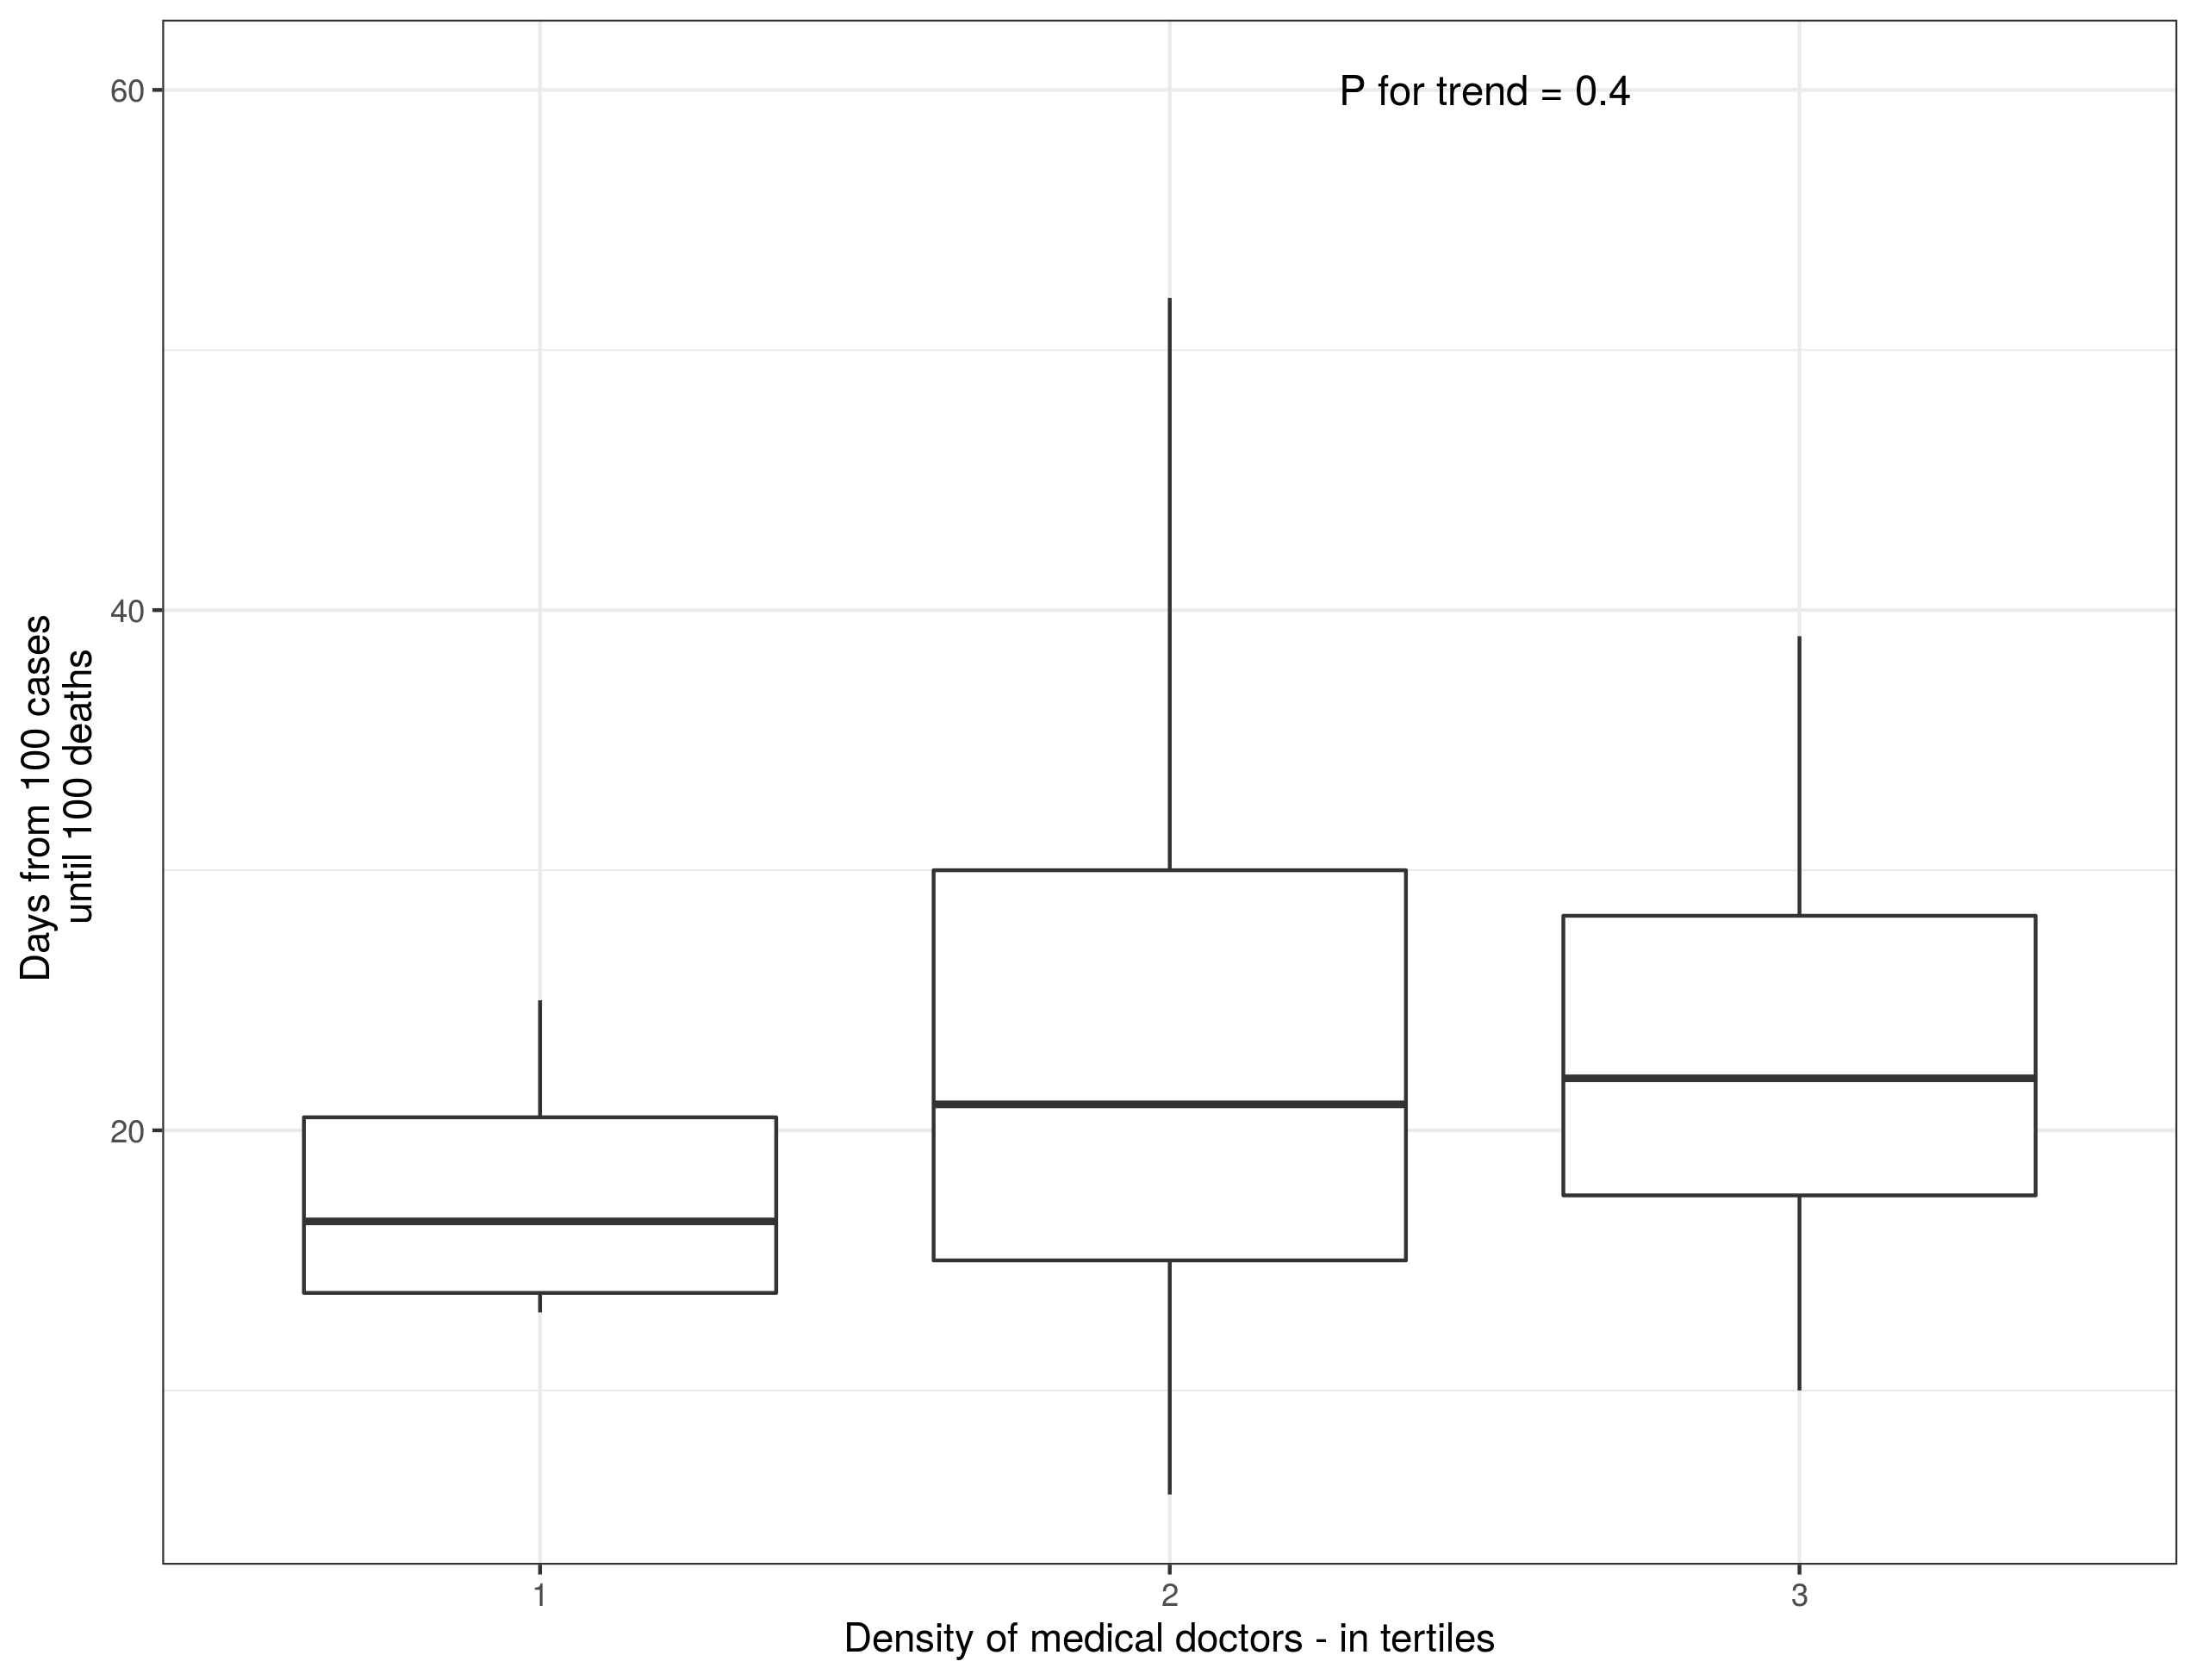 P for trend = 0.4
60
40
20
Days from 100 cases
until 100 deaths
1
2
3
Density of medical doctors - in tertiles